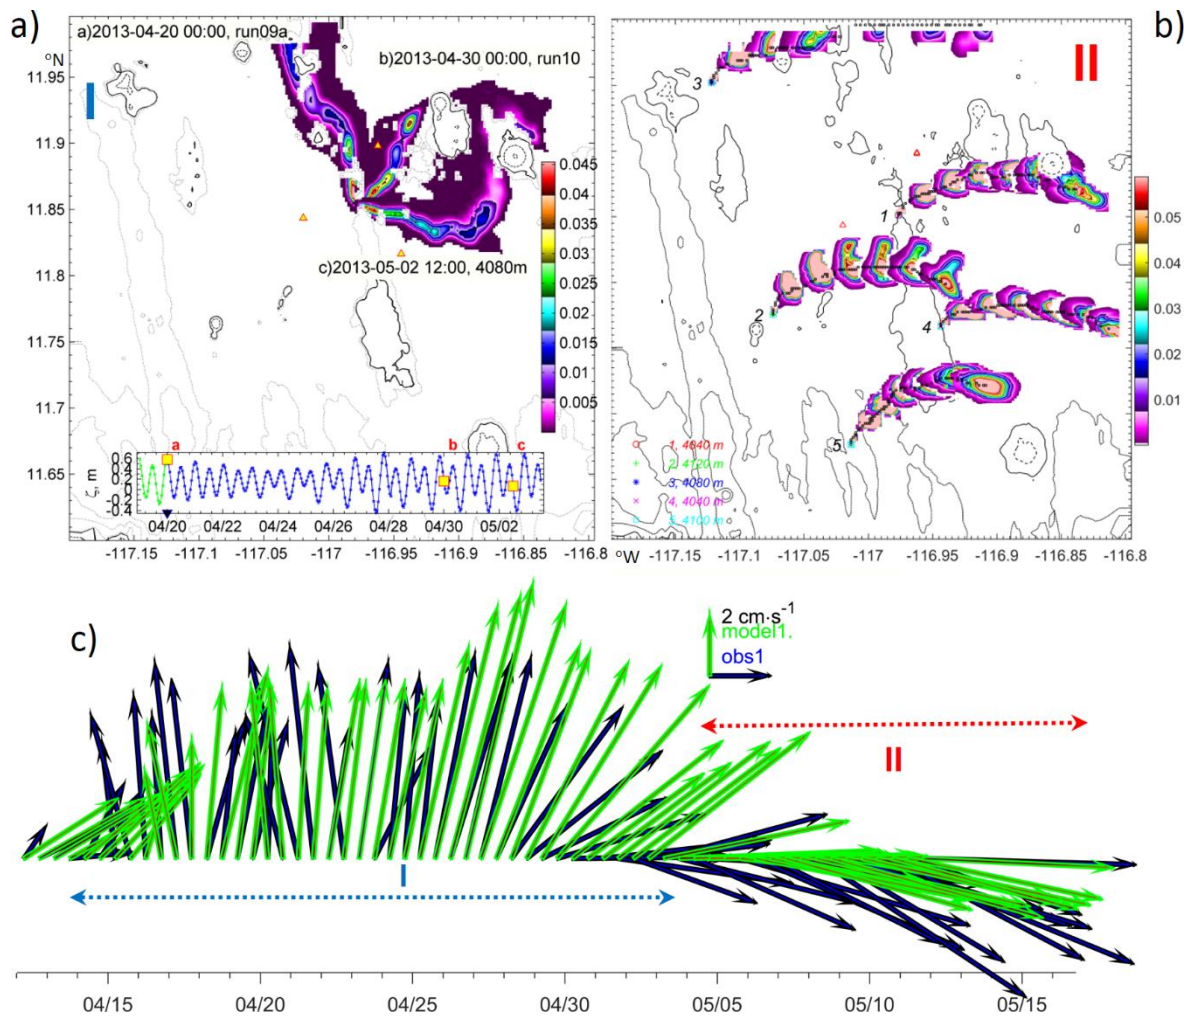 a)
a)2013-04-20 00:00, run09a
b)2013-04-30 00:00, run10
c)2013-05-02 12:00, 4080m
I
°N
11.95
11.9
11.85
11.8
11.75
11.7
11.65
0.045
0.04
0.035
0.03
0.025
0.02
0.015
0.01
0.005
a
b
c
ζ, m
0.6
0.4
0.2
-0.2
-0.4
04/20
04/22
04/24
04/26
04/28
04/30
05/02
-117.15
-117.1
-117.05
-117
-116.95
-116.9
-116.85
-116.8
b)
II
3
1
2
4
5
0.05
0.04
0.03
0.02
0.01
1, 4040 m
2, 4120 m
3, 4080 m
4, 4040 m
5, 4100 m
°W
-117.15
-117.1
-117.05
-117
-116.95
-116.9
-116.85
-116.8
c)
2 cm·s⁻¹
model1.
obs1
II
I
04/15
04/20
04/25
04/30
05/05
05/10
05/15